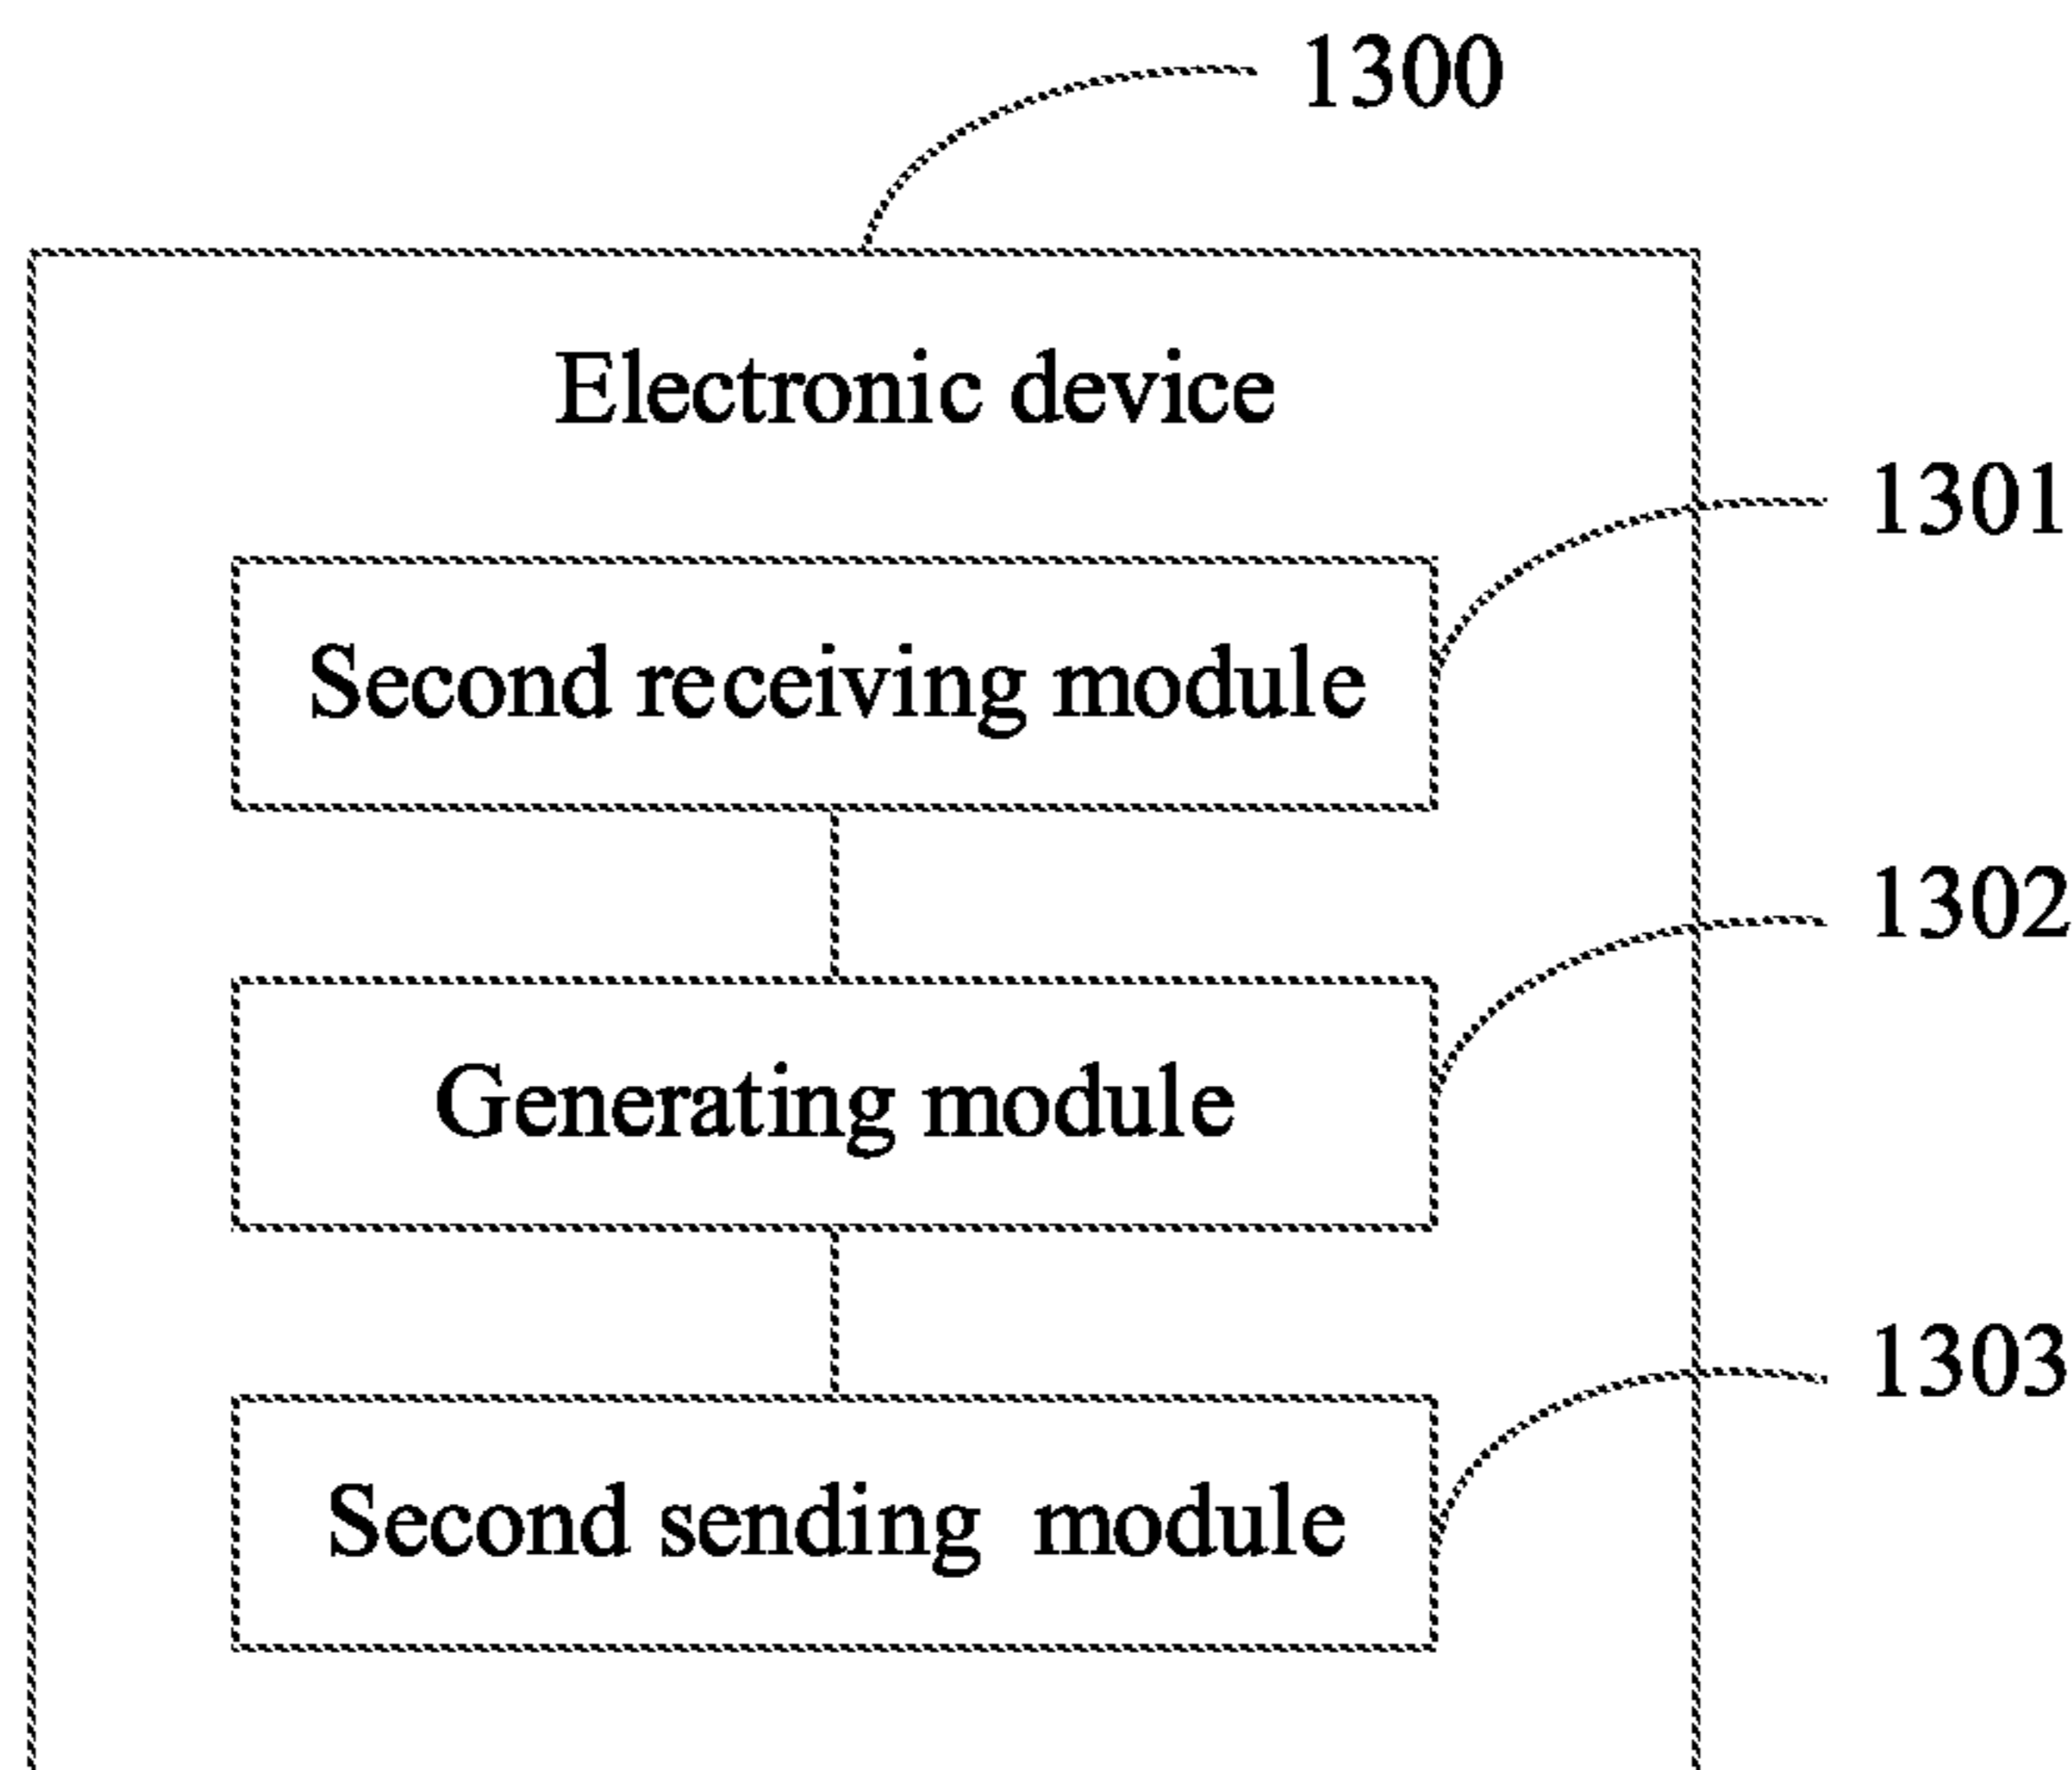 1300
Electronic device
1301
Second receiving module
1302
Generating module
1303
Second sending  module